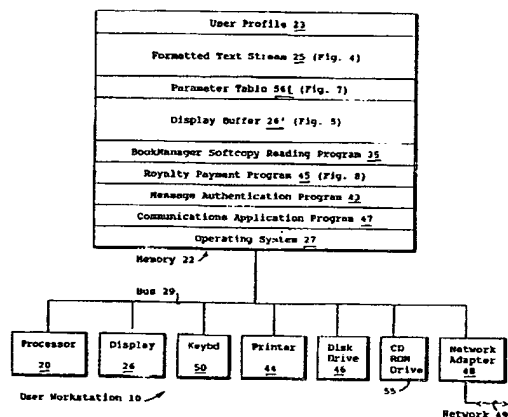 User Profile 23
Formatted Text Stream 25 (Fig. 4)
Parameter Table 56f (Fig. 7)
Display Buffer 26' (Fig. 5)
BookManager Softcopy Reading Program 35
Royalty Payment Program 45 (Fig. 8)
Message Authentication Program 43
Communications Application Program 47
Operating System 27
Memory 22
Bus 29
Processor 20
Display 26
Keybd 50
Printer 44
Disk Drive 46
CD ROM Drive 55
Network Adapter 48
User Workstation 10
Network 49